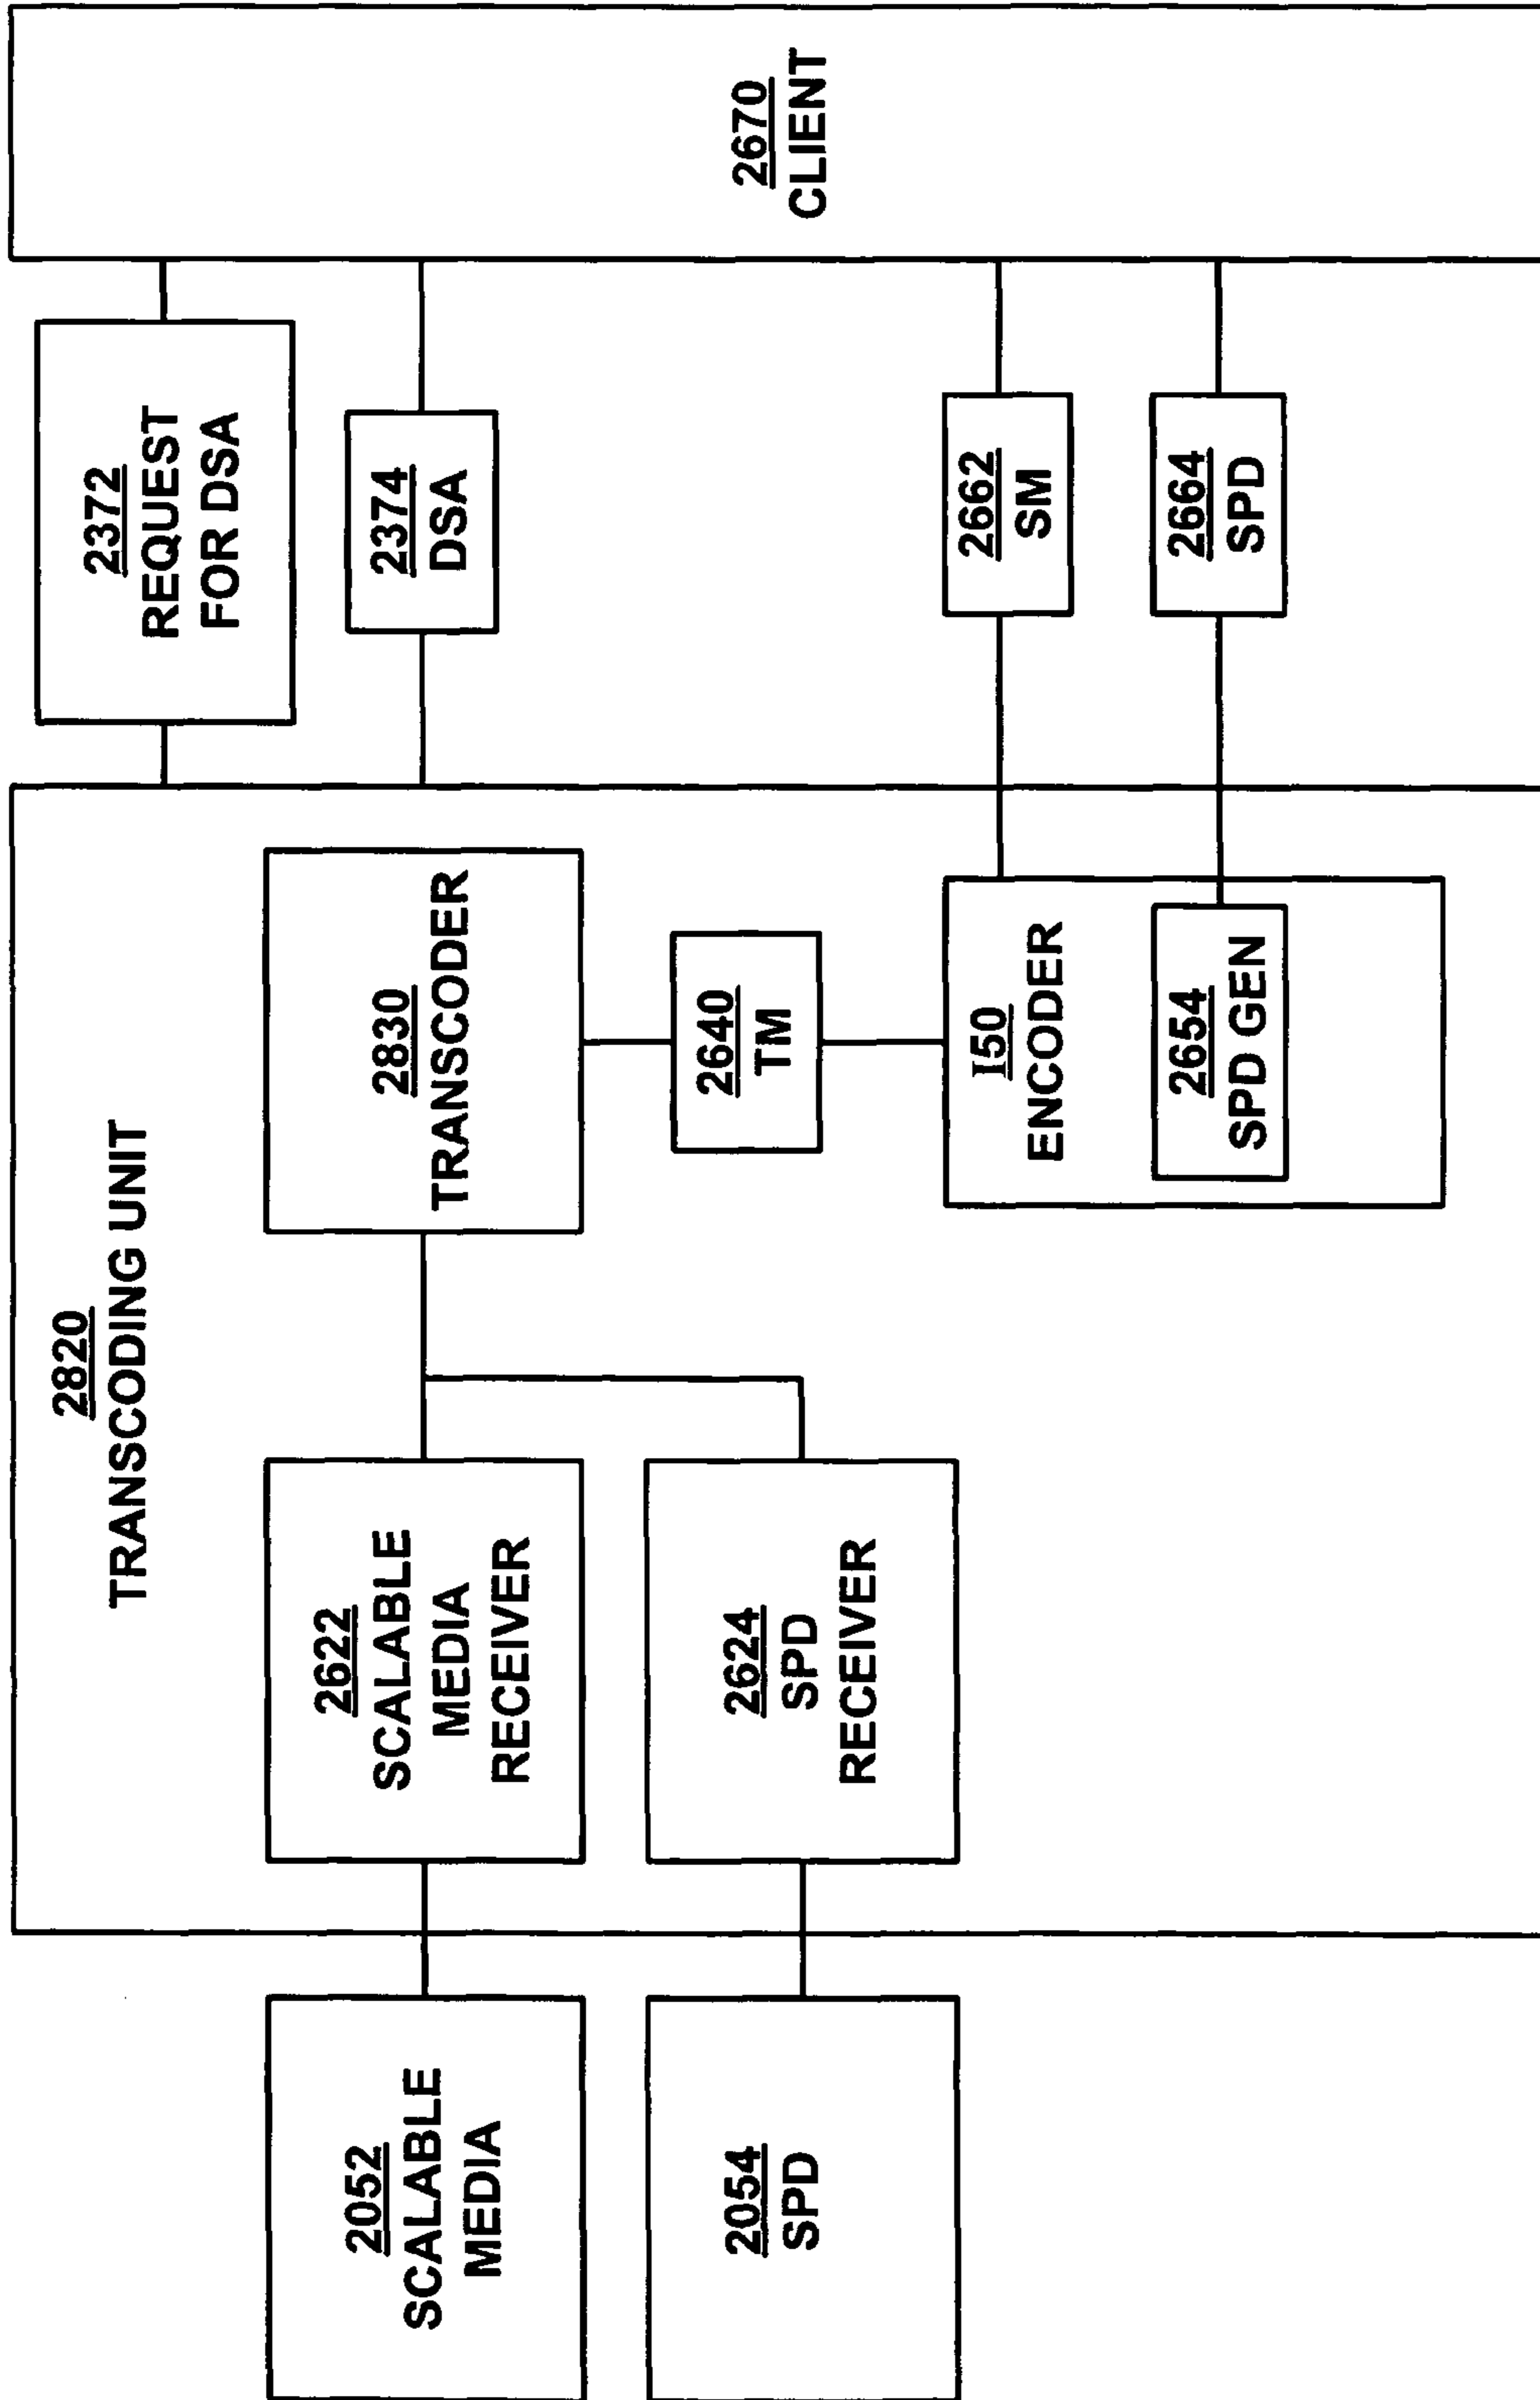 2820
TRANSCODING UNIT
2052
SCALABLE
MEDIA
2054
SPD
2622
SCALABLE
MEDIA
RECEIVER
2624
SPD
RECEIVER
2830
TRANSCODER
2640
TM
I50
ENCODER
2654
SPD GEN
2372
REQUEST
FOR DSA
2374
DSA
2662
SM
2664
SPD
2670
CLIENT